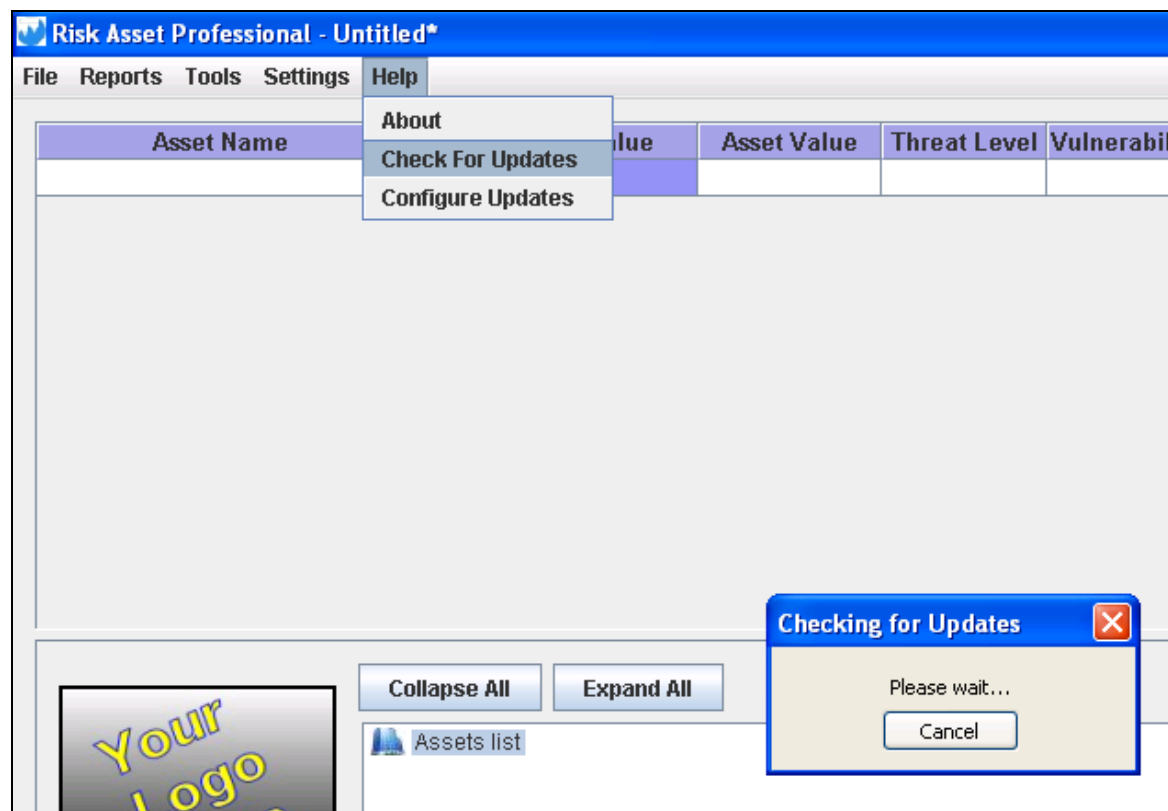 Risk Asset Professional - Untitled*
File Reports Tools Settings Help
About
Check For Updates
Configure Updates
Asset Name Asset Value Threat Level
Checking for Updates
Please wait...
Cancel
Collapse All Expand All
Assets list
Your
Logo